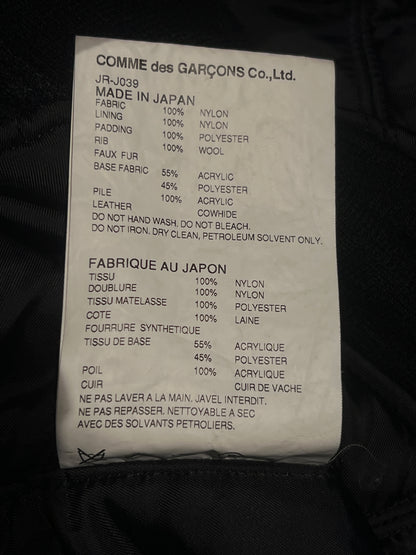 COMME des GARÇONS Co.,Ltd.
JR-J039
MADE IN JAPAN
FABRIC 100% NYLON
LINING 100% NYLON
PADDING 100% POLYESTER
RIB 100% WOOL
FAUX FUR
BASE FABRIC 55% ACRYLIC
45% POLYESTER
PILE 100% ACRYLIC
LEATHER COWHIDE
DO NOT HAND WASH. DO NOT BLEACH.
DO NOT IRON. DRY CLEAN, PETROLEUM SOLVENT ONLY.
FABRIQUE AU JAPON
TISSU 100% NYLON
DOUBLURE 100% NYLON
TISSU MATELASSE 100% POLYESTER
COTE 100% LAINE
FOURRURE SYNTHETIQUE
TISSU DE BASE 55% ACRYLIQUE
45% POLYESTER
POIL 100% ACRYLIQUE
CUIR CUIR DE VACHE
NE PAS LAVER A LA MAIN. JAVEL INTERDIT.
NE PAS REPASSER. NETTOYABLE A SEC
AVEC DES SOLVANTS PETROLIERS.